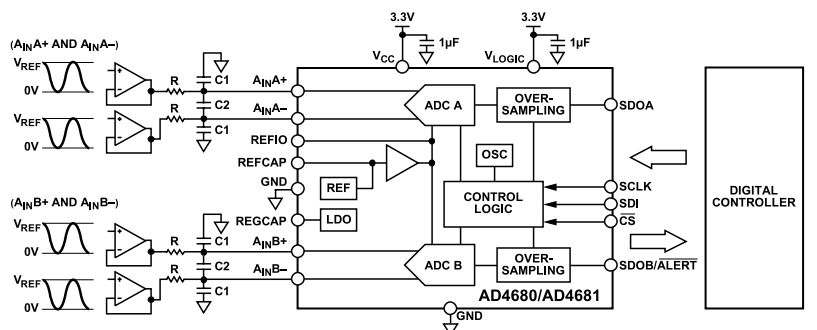 3.3V
3.3V
1µF
1µF
VCC
VLOGIC
(AINA+ AND AINA–)
VREF
0V
R
C1
AINA+
C2
VREF
0V
R
C1
AINA–
ADC A
OVER-
SAMPLING
SDOA
REFIO
REFCAP
GND
REF
OSC
CONTROL
LOGIC
SCLK
SDI
CS
DIGITAL
CONTROLLER
(AINB+ AND AINB–)
REGCAP
LDO
VREF
0V
R
C1
AINB+
C2
VREF
0V
R
C1
AINB–
ADC B
OVER-
SAMPLING
SDOB/ALERT
AD4680/AD4681
GND